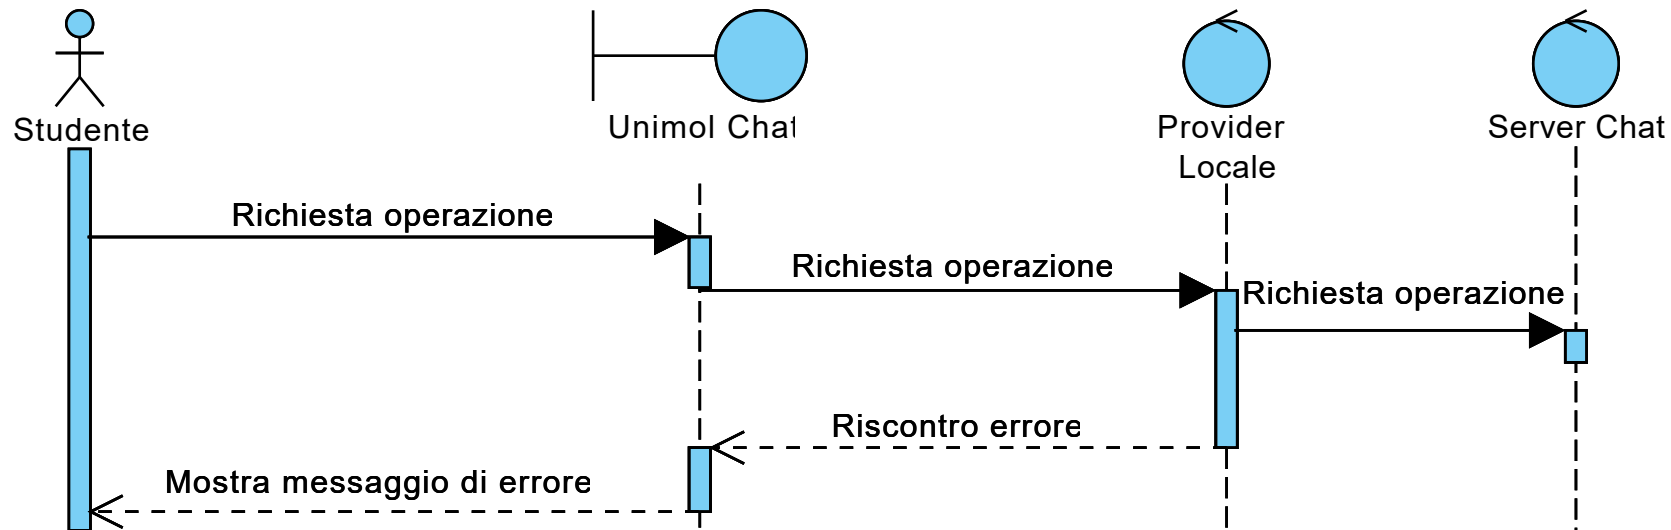 Studente
Unimol Chat
Provider
Locale
Server Chat
Richiesta operazione
Richiesta operazione
Richiesta operazione
Riscontro errore
Mostra messaggio di errore